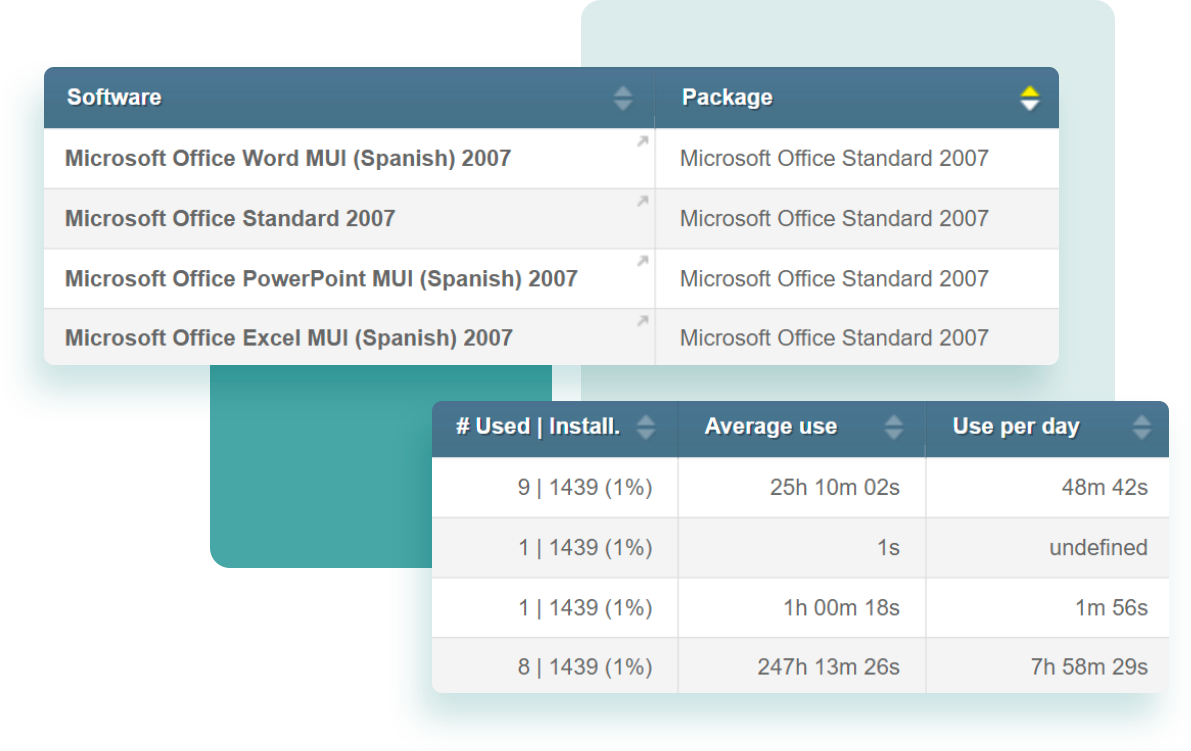 Software Package
Microsoft Office Word MUI (Spanish) 2007 Microsoft Office Standard 2007
Microsoft Office Standard 2007 Microsoft Office Standard 2007
Microsoft Office PowerPoint MUI (Spanish) 2007 Microsoft Office Standard 2007
Microsoft Office Excel MUI (Spanish) 2007 Microsoft Office Standard 2007
# Used | Install. Average use Use per day
9 | 1439 (1%) 25h 10m 02s 48m 42s
1 | 1439 (1%) 1s undefined
1 | 1439 (1%) 1h 00m 18s 1m 56s
8 | 1439 (1%) 247h 13m 26s 7h 58m 29s